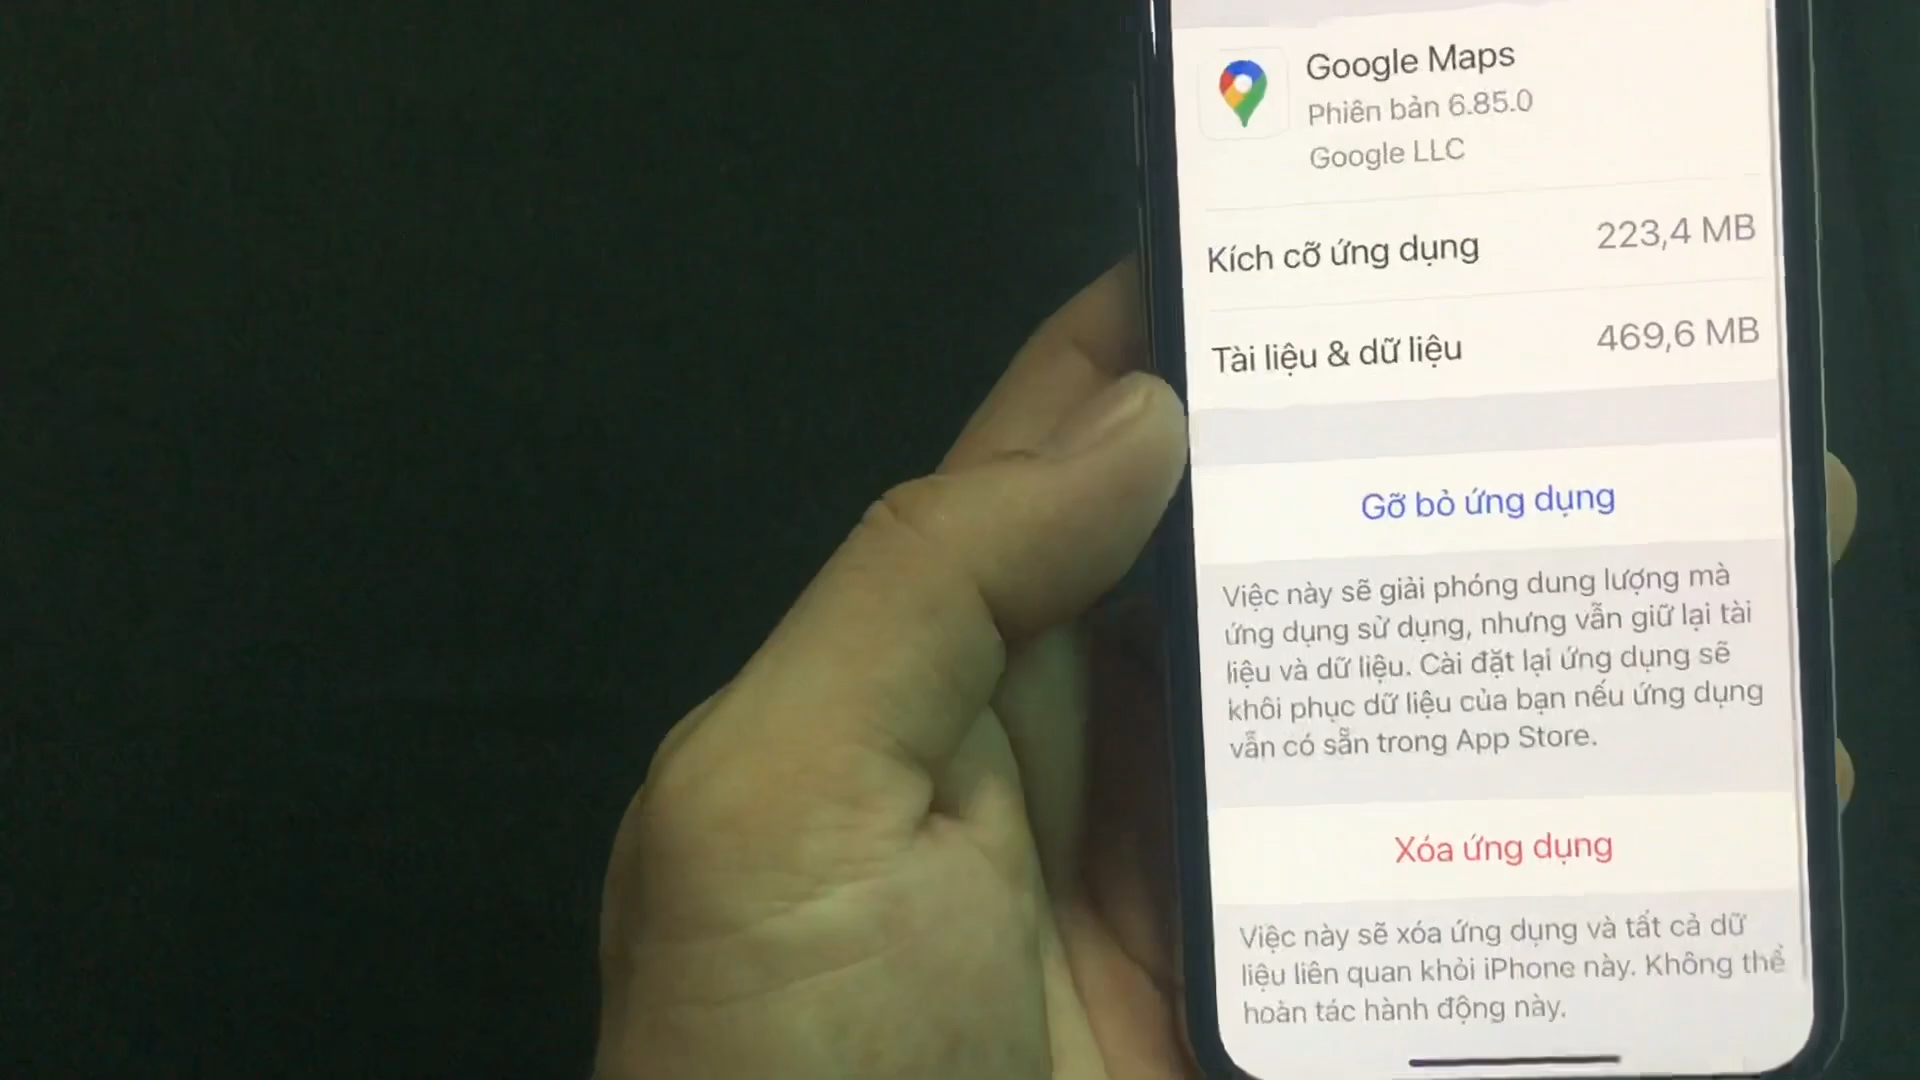 Google Maps
Phiên bản 6.85.0
Google LLC
Kích cỡ ứng dụng 223,4 MB
Tài liệu & dữ liệu 469,6 MB
Gỡ bỏ ứng dụng
Việc này sẽ giải phóng dung lượng mà
ứng dụng sử dụng, nhưng vẫn giữ lại tài
liệu và dữ liệu. Cài đặt lại ứng dụng sẽ
khôi phục dữ liệu của bạn nếu ứng dụng
vẫn có sẵn trong App Store.
Xóa ứng dụng
Việc này sẽ xóa ứng dụng và tất cả dữ
liệu liên quan khỏi iPhone này. Không thể
hoàn tác hành động này.